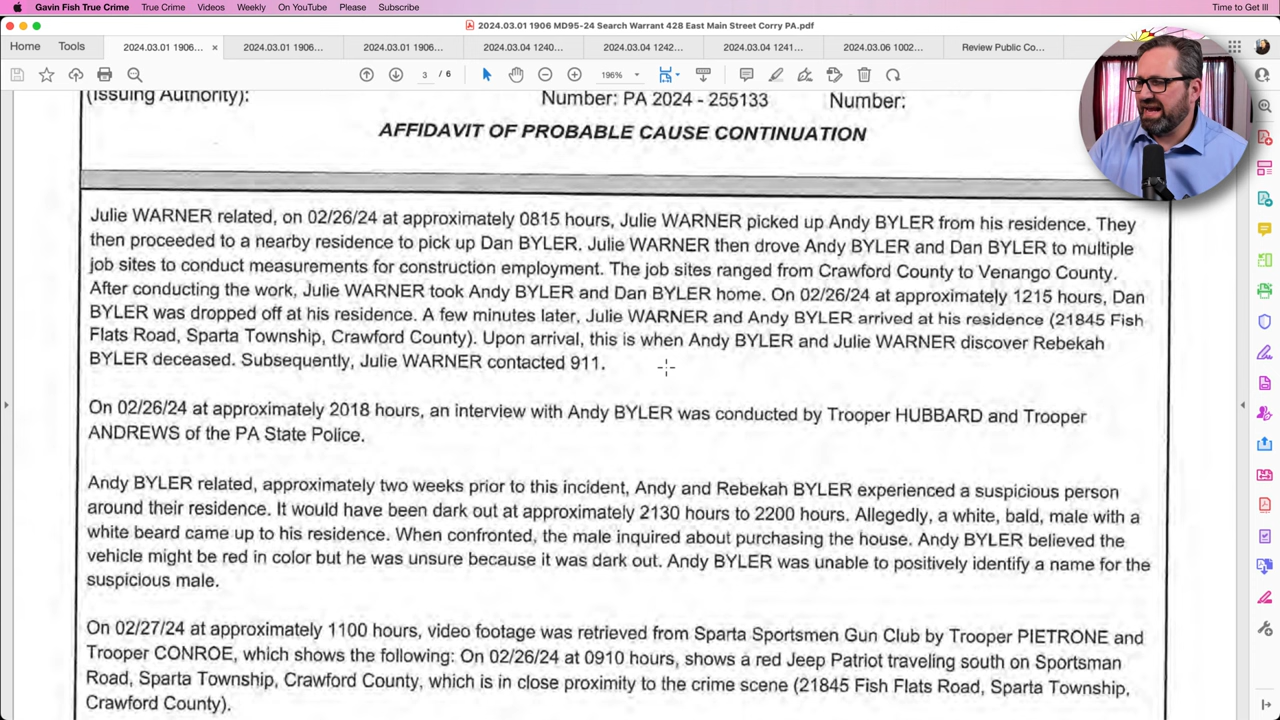 Gavin Fish True Crime True Crime Videos Weekly On YouTube Please Subscribe Time to Get Ill
2024.03.01 1906 MD95-24 Search Warrant 428 East Main Street Corry PA.pdf
Home Tools 2024.03.01 1906... × 2024.03.01 1906... 2024.03.01 1906... 2024.03.04 1240... 2024.03.04 1242... 2024.03.04 1241... 2024.03.06 1002... Review Public Co...
3 / 6 196%
(Issuing Authority): Number: PA 2024 - 255133 Number:
AFFIDAVIT OF PROBABLE CAUSE CONTINUATION
Julie WARNER related, on 02/26/24 at approximately 0815 hours, Julie WARNER picked up Andy BYLER from his residence. They
then proceeded to a nearby residence to pick up Dan BYLER. Julie WARNER then drove Andy BYLER and Dan BYLER to multiple
job sites to conduct measurements for construction employment. The job sites ranged from Crawford County to Venango County.
After conducting the work, Julie WARNER took Andy BYLER and Dan BYLER home. On 02/26/24 at approximately 1215 hours, Dan
BYLER was dropped off at his residence. A few minutes later, Julie WARNER and Andy BYLER arrived at his residence (21845 Fish
Flats Road, Sparta Township, Crawford County). Upon arrival, this is when Andy BYLER and Julie WARNER discover Rebekah
BYLER deceased. Subsequently, Julie WARNER contacted 911.
On 02/26/24 at approximately 2018 hours, an interview with Andy BYLER was conducted by Trooper HUBBARD and Trooper
ANDREWS of the PA State Police.
Andy BYLER related, approximately two weeks prior to this incident, Andy and Rebekah BYLER experienced a suspicious person
around their residence. It would have been dark out at approximately 2130 hours to 2200 hours. Allegedly, a white, bald, male with a
white beard came up to his residence. When confronted, the male inquired about purchasing the house. Andy BYLER believed the
vehicle might be red in color but he was unsure because it was dark out. Andy BYLER was unable to positively identify a name for the
suspicious male.
On 02/27/24 at approximately 1100 hours, video footage was retrieved from Sparta Sportsmen Gun Club by Trooper PIETRONE and
Trooper CONROE, which shows the following: On 02/26/24 at 0910 hours, shows a red Jeep Patriot traveling south on Sportsman
Road, Sparta Township, Crawford County, which is in close proximity to the crime scene (21845 Fish Flats Road, Sparta Township,
Crawford County).